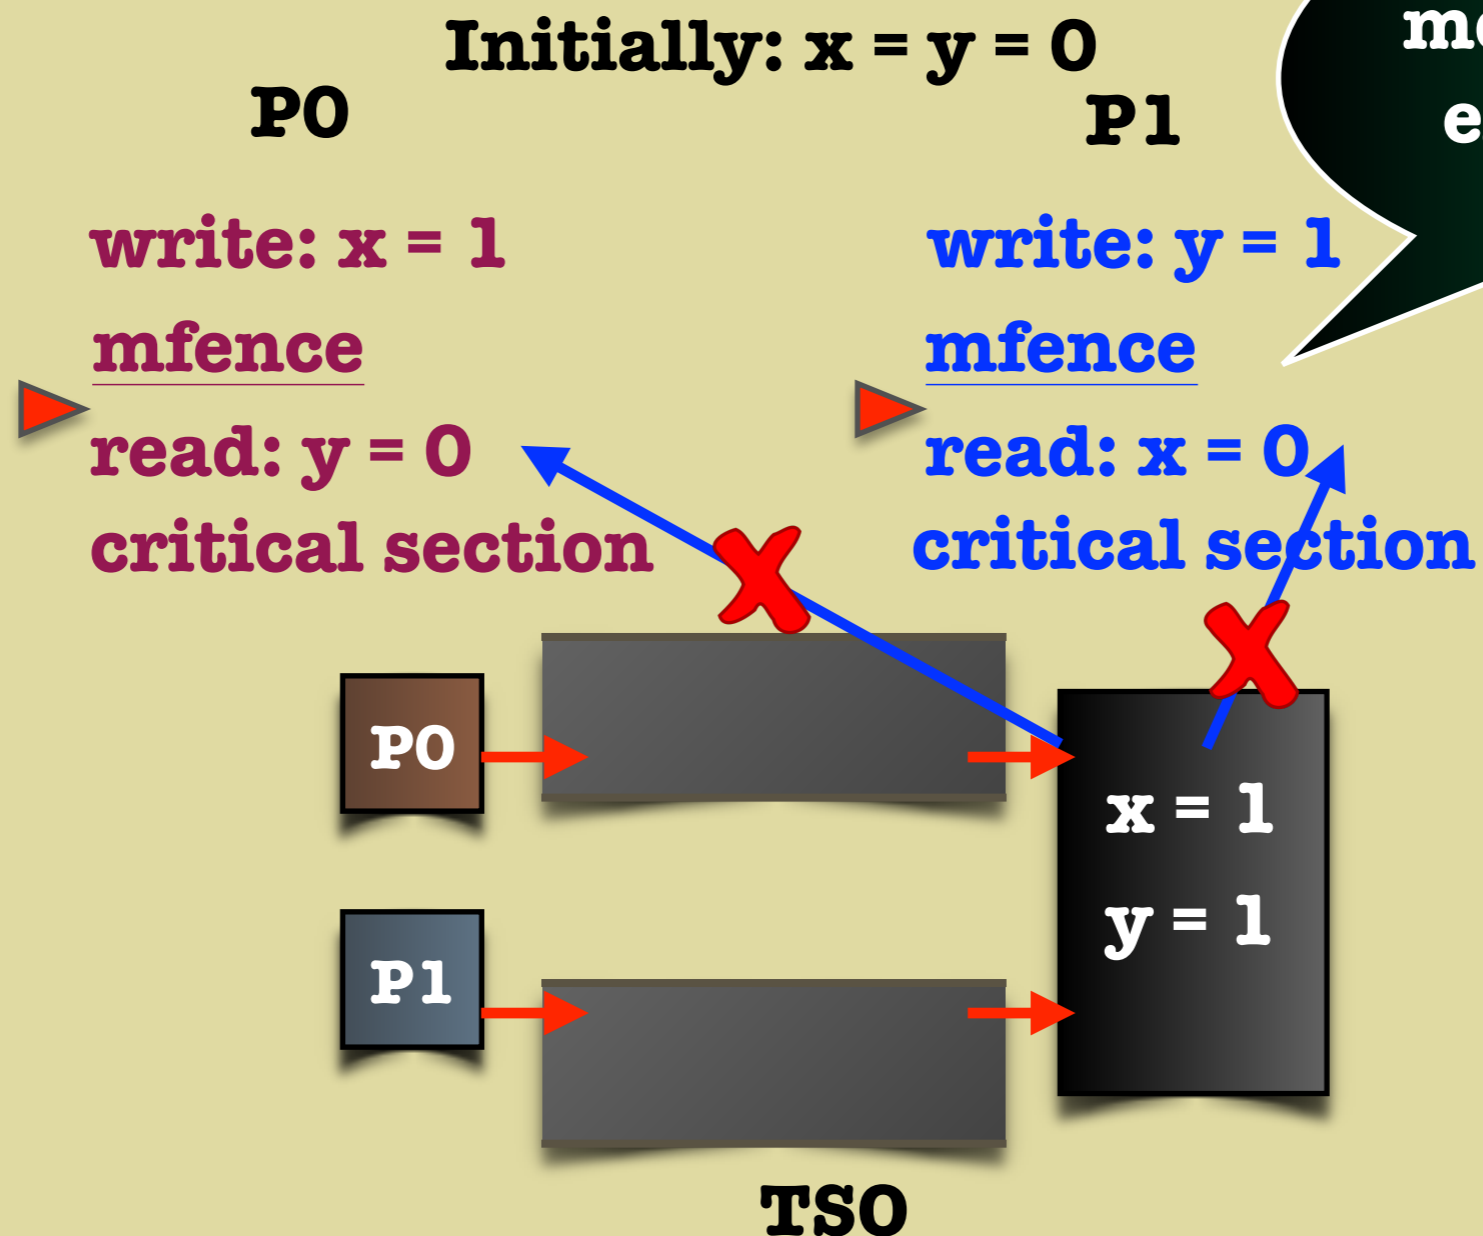 Initially: x = y = 0
P0
P1
write: x = 1
mfence
read: y = 0
critical section
write: y = 1
mfence
read: x = 0
critical section
P0
P1
x = 1
y = 1
TSO